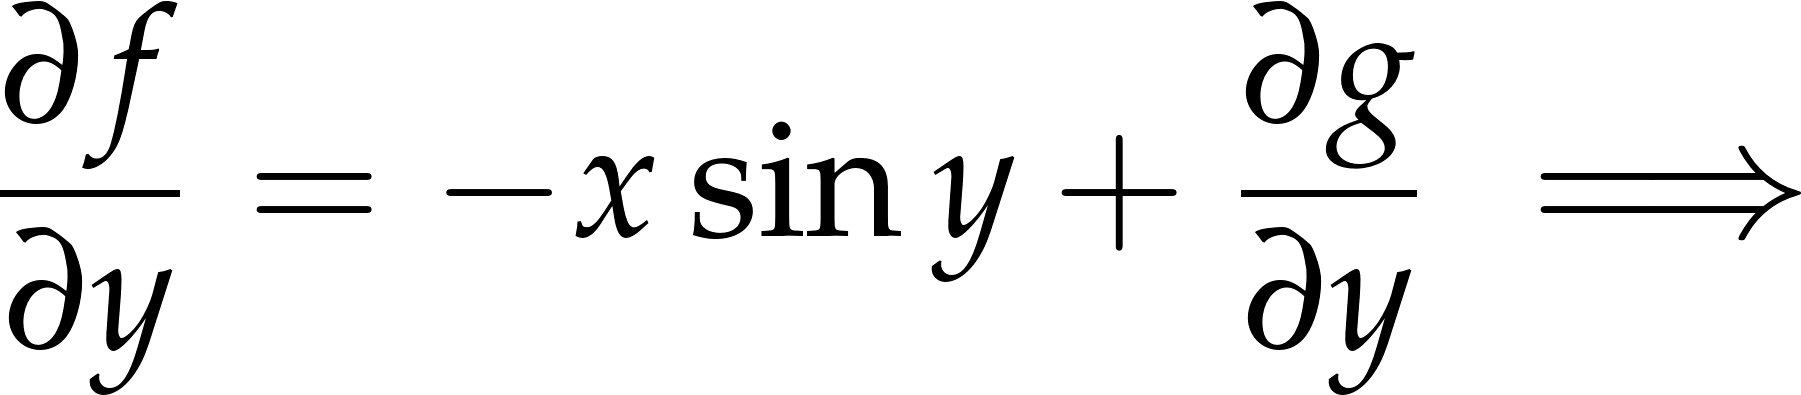 ∂f/∂y = −x sin y + ∂g/∂y ⟹